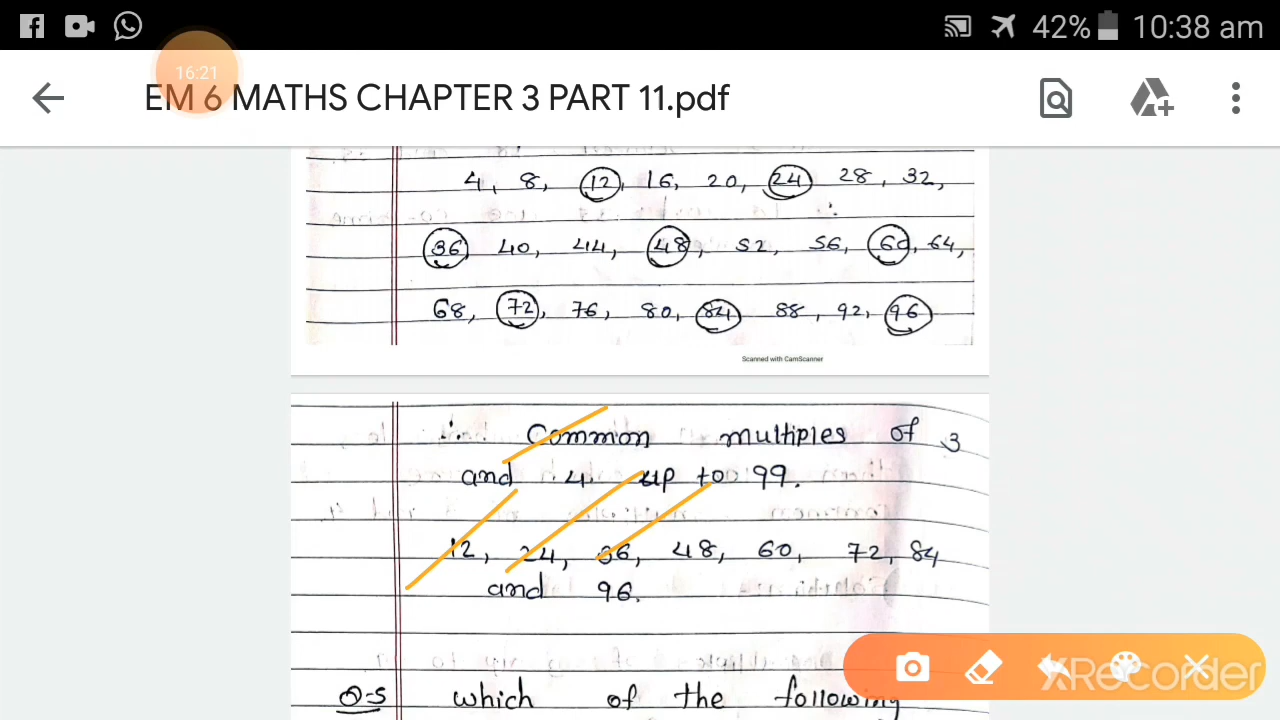 42% 10:38 am
16:21
EM 6 MATHS CHAPTER 3 PART 11.pdf
4, 8, 12, 16, 20, 24 28, 32,
36, 40, 44, 48, 52, 56, 60, 64,
68, 72, 76, 80, 84, 88, 92, 96
Scanned with CamScanner
∴ Common multiples of 3
and 4 up to 99.
12, 24, 36, 48, 60, 72, 84
and 96.
Q-5 which of the following
XRecorder